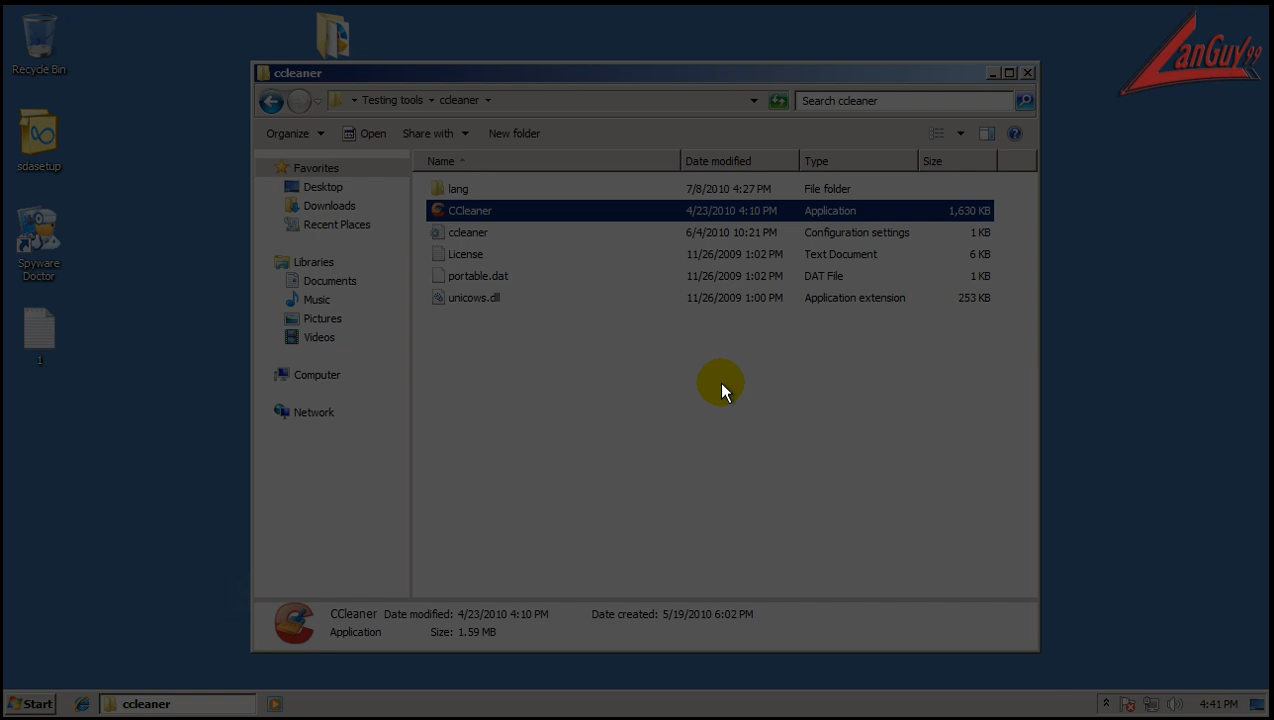 Recycle Bin
sdasetup
Spyware
Doctor
1
LanGuy99
ccleaner
Testing tools ccleaner
Search ccleaner
Organize Open Share with New folder
Favorites
Desktop
Downloads
Recent Places
Libraries
Documents
Music
Pictures
Videos
Computer
Network
Name Date modified Type Size
lang 7/8/2010 4:27 PM File folder
CCleaner 4/23/2010 4:10 PM Application 1,630 KB
ccleaner 6/4/2010 10:21 PM Configuration settings 1 KB
License 11/26/2009 1:02 PM Text Document 6 KB
portable.dat 11/26/2009 1:02 PM DAT File 1 KB
unicows.dll 11/26/2009 1:00 PM Application extension 253 KB
CCleaner Date modified: 4/23/2010 4:10 PM Date created: 5/19/2010 6:02 PM
Application Size: 1.59 MB
Start ccleaner 4:41 PM